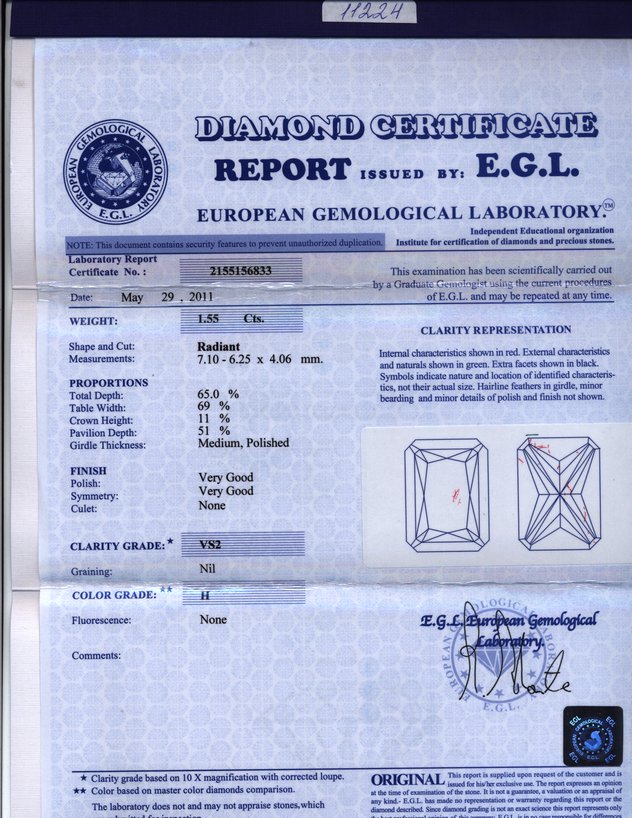 11224
EUROPEAN GEMOLOGICAL LABORATORY
E.G.L.
DIAMOND CERTIFICATE
REPORT ISSUED BY: E.G.L.
EUROPEAN GEMOLOGICAL LABORATORY.™
Independent Educational organization
Institute for certification of diamonds and precious stones.
NOTE: This document contains security features to prevent unauthorized duplication.
Laboratory Report
Certificate No. : 2155156833
Date: May 29 , 2011
WEIGHT: 1.55 Cts.
Shape and Cut: Radiant
Measurements: 7.10 - 6.25 x 4.06 mm.
PROPORTIONS
Total Depth: 65.0 %
Table Width: 69 %
Crown Height: 11 %
Pavilion Depth: 51 %
Girdle Thickness: Medium, Polished
FINISH
Polish: Very Good
Symmetry: Very Good
Culet: None
CLARITY GRADE:★ VS2
Graining: Nil
COLOR GRADE:★★ H
Fluorescence: None
Comments:
This examination has been scientifically carried out
by a Graduate Gemologist using the current procedures
of E.G.L. and may be repeated at any time.
CLARITY REPRESENTATION
Internal characteristics shown in red. External characteristics
and naturals shown in green. Extra facets shown in black.
Symbols indicate nature and location of identified characteris-
tics, not their actual size. Hairline feathers in girdle, minor
bearding and minor details of polish and finish not shown.
E.G.L. European Gemological
Laboratory.
EUROPEAN GEMOLOGICAL LABORATORY
E.G.L.
EGL EGL
EUROPEAN GEMOLOGICAL LABORATORY
E.G.L.
EGL EGL
★ Clarity grade based on 10 X magnification with corrected loupe.
★★ Color based on master color diamonds comparison.
The laboratory does not and may not appraise stones,which
ORIGINAL This report is supplied upon request of the customer and is
issued for his/her exclusive use. The report expresses an opinion
at the time of examination of the stone. It is not a guarantee, a valuation or an appraisal of
any kind.- E.G.L. has made no representation or warranty regarding this report or the
diamond described. Since diamond grading is not an exact science this report represents only